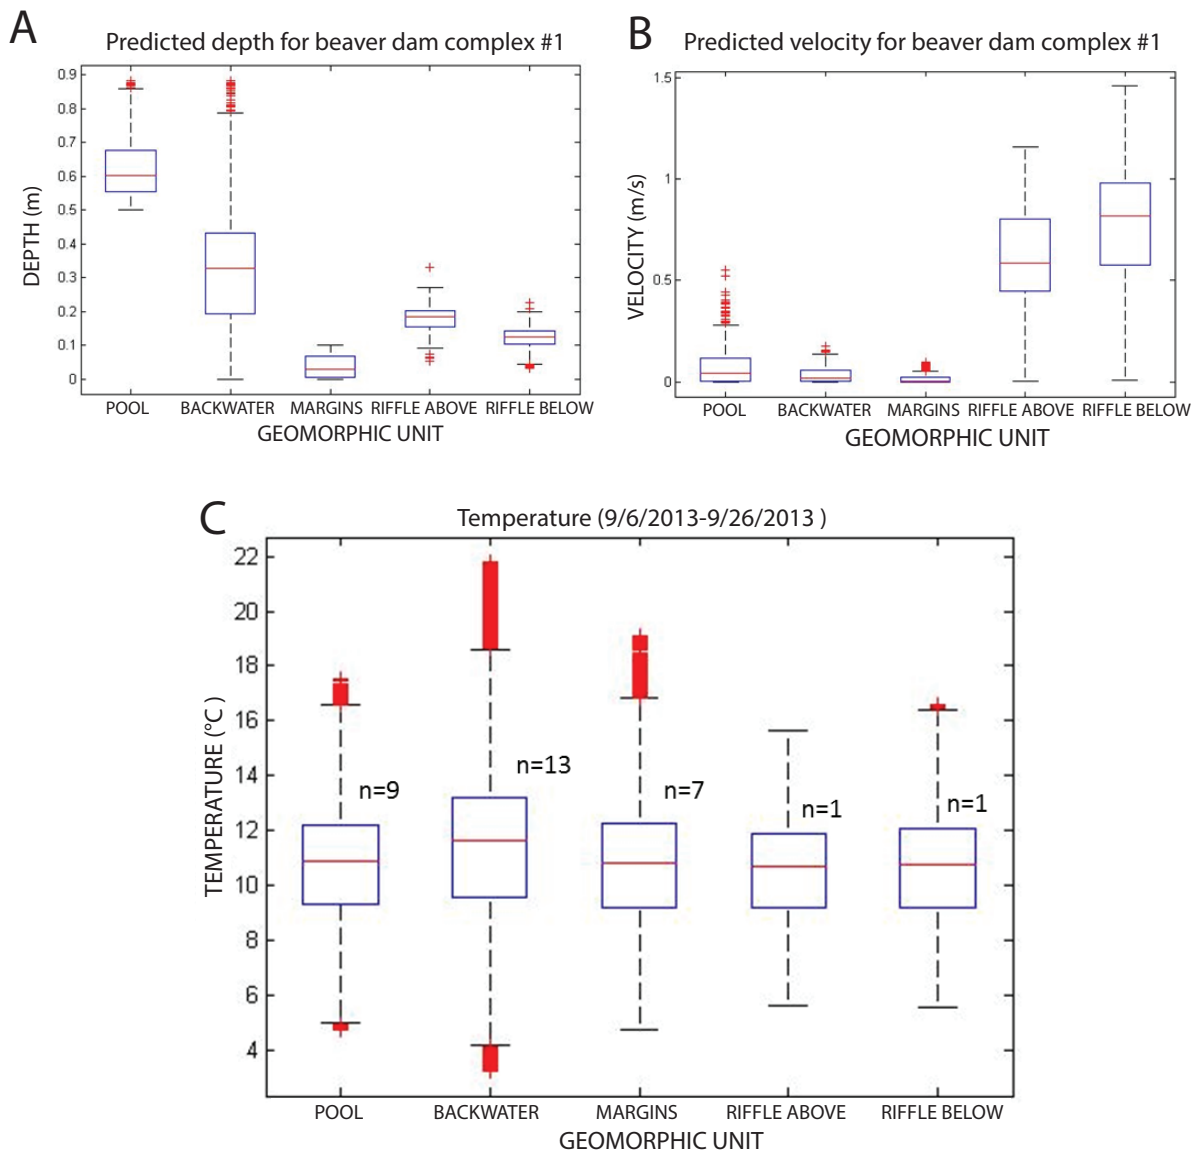 A
Predicted depth for beaver dam complex #1
0.9
0.8
0.7
0.6
0.5
0.4
0.3
0.2
0.1
0
DEPTH (m)
POOL BACKWATER MARGINS RIFFLE ABOVE RIFFLE BELOW
GEOMORPHIC UNIT
B
Predicted velocity for beaver dam complex #1
1.5
1
0.5
0
VELOCITY (m/s)
POOL BACKWATER MARGINS RIFFLE ABOVE RIFFLE BELOW
GEOMORPHIC UNIT
C
Temperature (9/6/2013-9/26/2013 )
22
20
18
16
14
12
10
8
6
4
TEMPERATURE (°C )
n=9
n=13
n=7
n=1
n=1
POOL BACKWATER MARGINS RIFFLE ABOVE RIFFLE BELOW
GEOMORPHIC UNIT